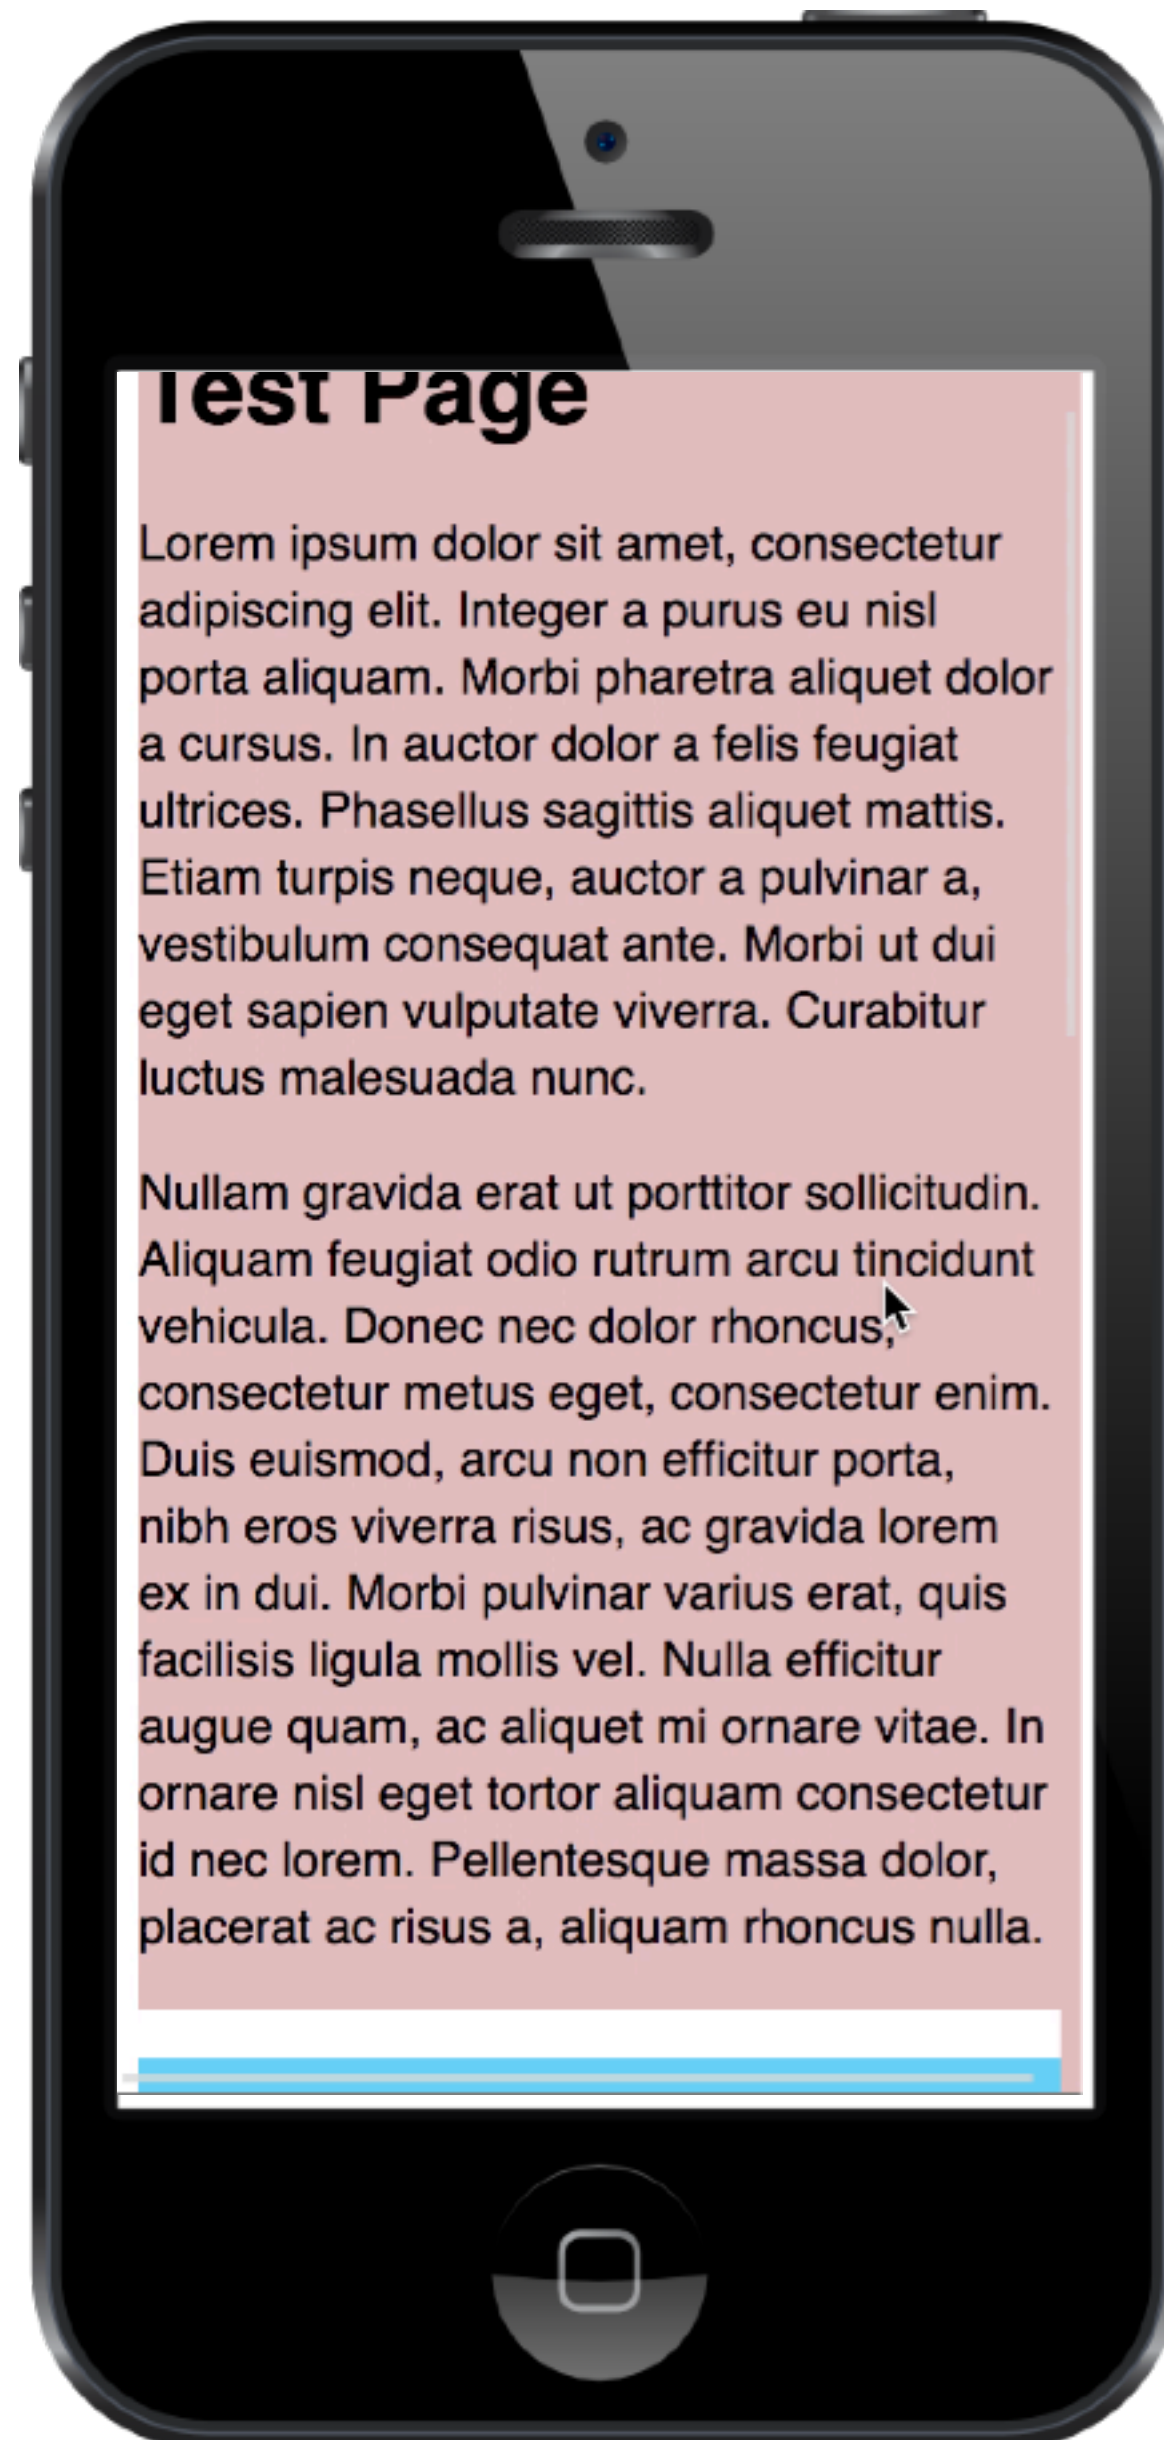 Test Page
Lorem ipsum dolor sit amet, consectetur
adipiscing elit. Integer a purus eu nisl
porta aliquam. Morbi pharetra aliquet dolor
a cursus. In auctor dolor a felis feugiat
ultrices. Phasellus sagittis aliquet mattis.
Etiam turpis neque, auctor a pulvinar a,
vestibulum consequat ante. Morbi ut dui
eget sapien vulputate viverra. Curabitur
luctus malesuada nunc.
Nullam gravida erat ut porttitor sollicitudin.
Aliquam feugiat odio rutrum arcu tincidunt
vehicula. Donec nec dolor rhoncus,
consectetur metus eget, consectetur enim.
Duis euismod, arcu non efficitur porta,
nibh eros viverra risus, ac gravida lorem
ex in dui. Morbi pulvinar varius erat, quis
facilisis ligula mollis vel. Nulla efficitur
augue quam, ac aliquet mi ornare vitae. In
ornare nisl eget tortor aliquam consectetur
id nec lorem. Pellentesque massa dolor,
placerat ac risus a, aliquam rhoncus nulla.